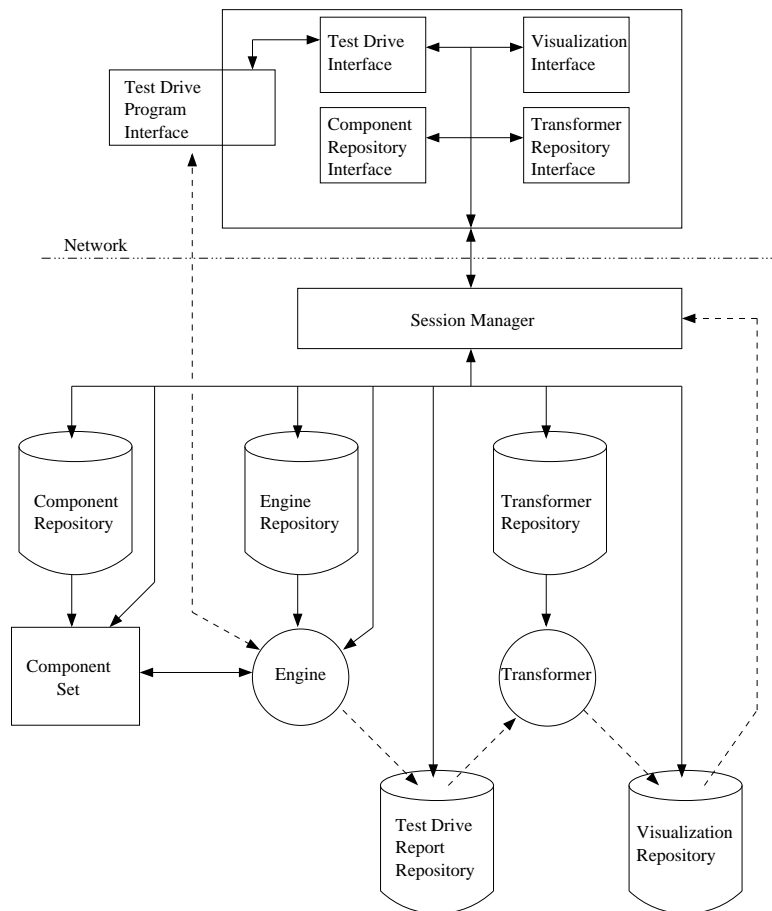 Test Drive
Interface
Visualization
Interface
Test Drive
Program
Interface
Component
Repository
Interface
Transformer
Repository
Interface
Network
Session Manager
Component
Repository
Engine
Repository
Transformer
Repository
Component
Set
Engine
Transformer
Test Drive
Report
Repository
Visualization
Repository